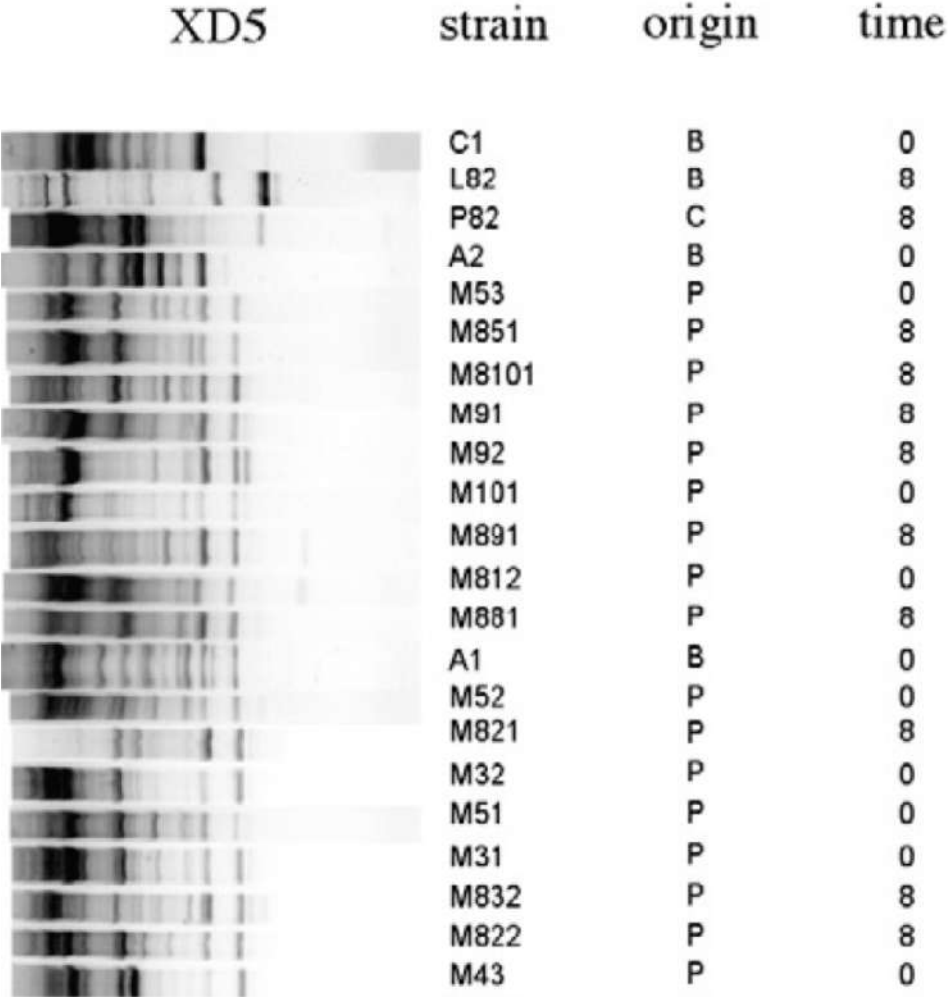 XD5 strain origin time
C1 B 0
L82 B 8
P82 C 8
A2 B 0
M53 P 0
M851 P 8
M8101 P 8
M91 P 8
M92 P 8
M101 P 0
M891 P 8
M812 P 0
M881 P 8
A1 B 0
M52 P 0
M821 P 8
M32 P 0
M51 P 0
M31 P 0
M832 P 8
M822 P 8
M43 P 0